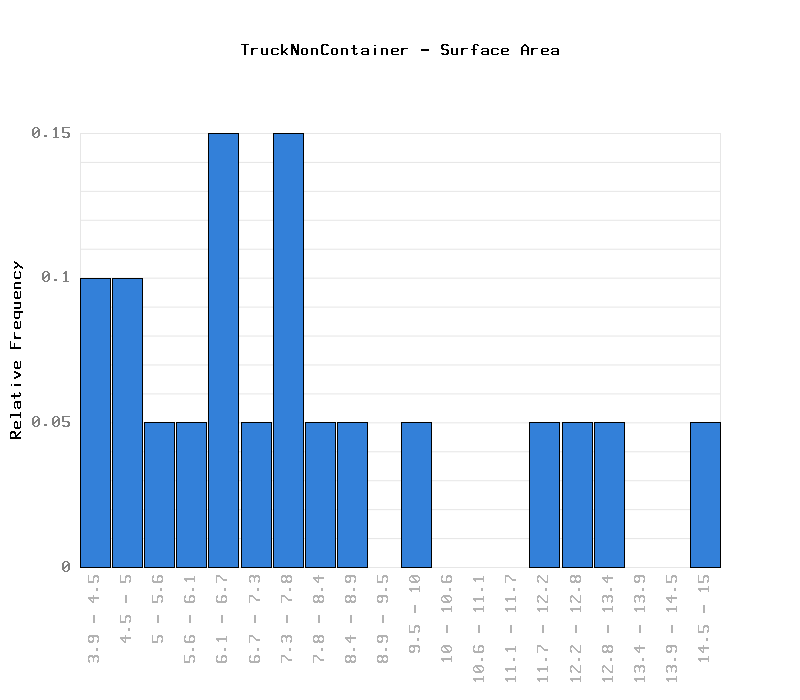 TruckNonContainer - Surface Area
Relative Frequency
0.15
0.1
0.05
0
3.9 - 4.5
4.5 - 5
5 - 5.6
5.6 - 6.1
6.1 - 6.7
6.7 - 7.3
7.3 - 7.8
7.8 - 8.4
8.4 - 8.9
8.9 - 9.5
9.5 - 10
10 - 10.6
10.6 - 11.1
11.1 - 11.7
11.7 - 12.2
12.2 - 12.8
12.8 - 13.4
13.4 - 13.9
13.9 - 14.5
14.5 - 15